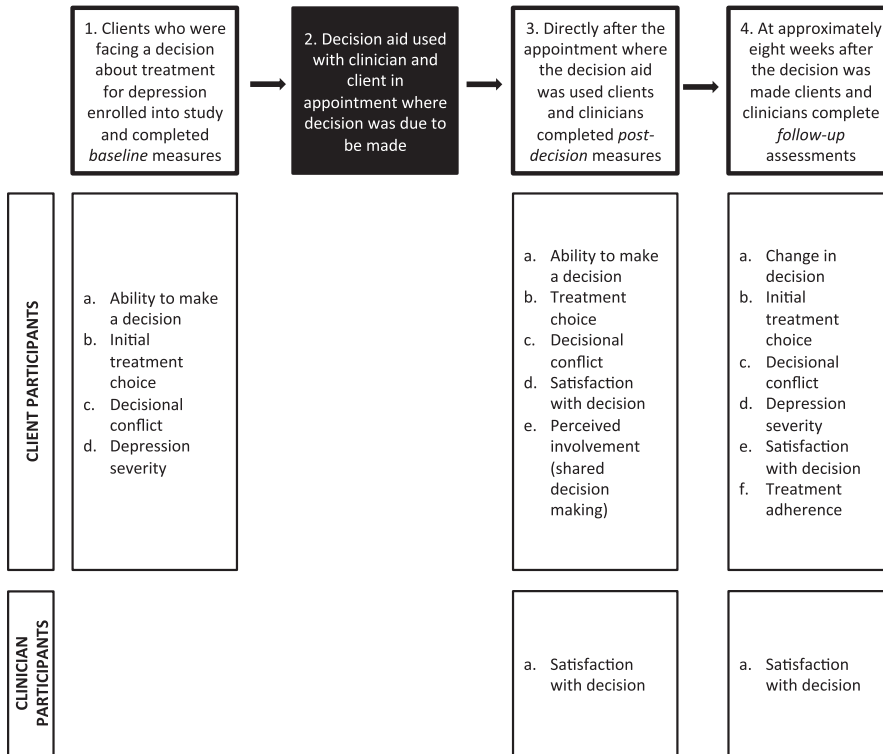 1. Clients who were
facing a decision
about treatment
for depression
enrolled into study
and completed
baseline measures
2. Decision aid used
with clinician and
client in
appointment where
decision was due to
be made
3. Directly after the
appointment where
the decision aid
was used clients
and clinicians
completed post-
decision measures
4. At approximately
eight weeks after
the decision was
made clients and
clinicians complete
follow-up
assessments
CLIENT PARTICIPANTS
a. Ability to make
a decision
b. Initial
treatment
choice
c. Decisional
conflict
d. Depression
severity
a. Ability to make
a decision
b. Treatment
choice
c. Decisional
conflict
d. Satisfaction
with decision
e. Perceived
involvement
(shared
decision
making)
a. Change in
decision
b. Initial
treatment
choice
c. Decisional
conflict
d. Depression
severity
e. Satisfaction
with decision
f. Treatment
adherence
CLINICIAN
PARTICIPANTS
a. Satisfaction
with decision
a. Satisfaction
with decision